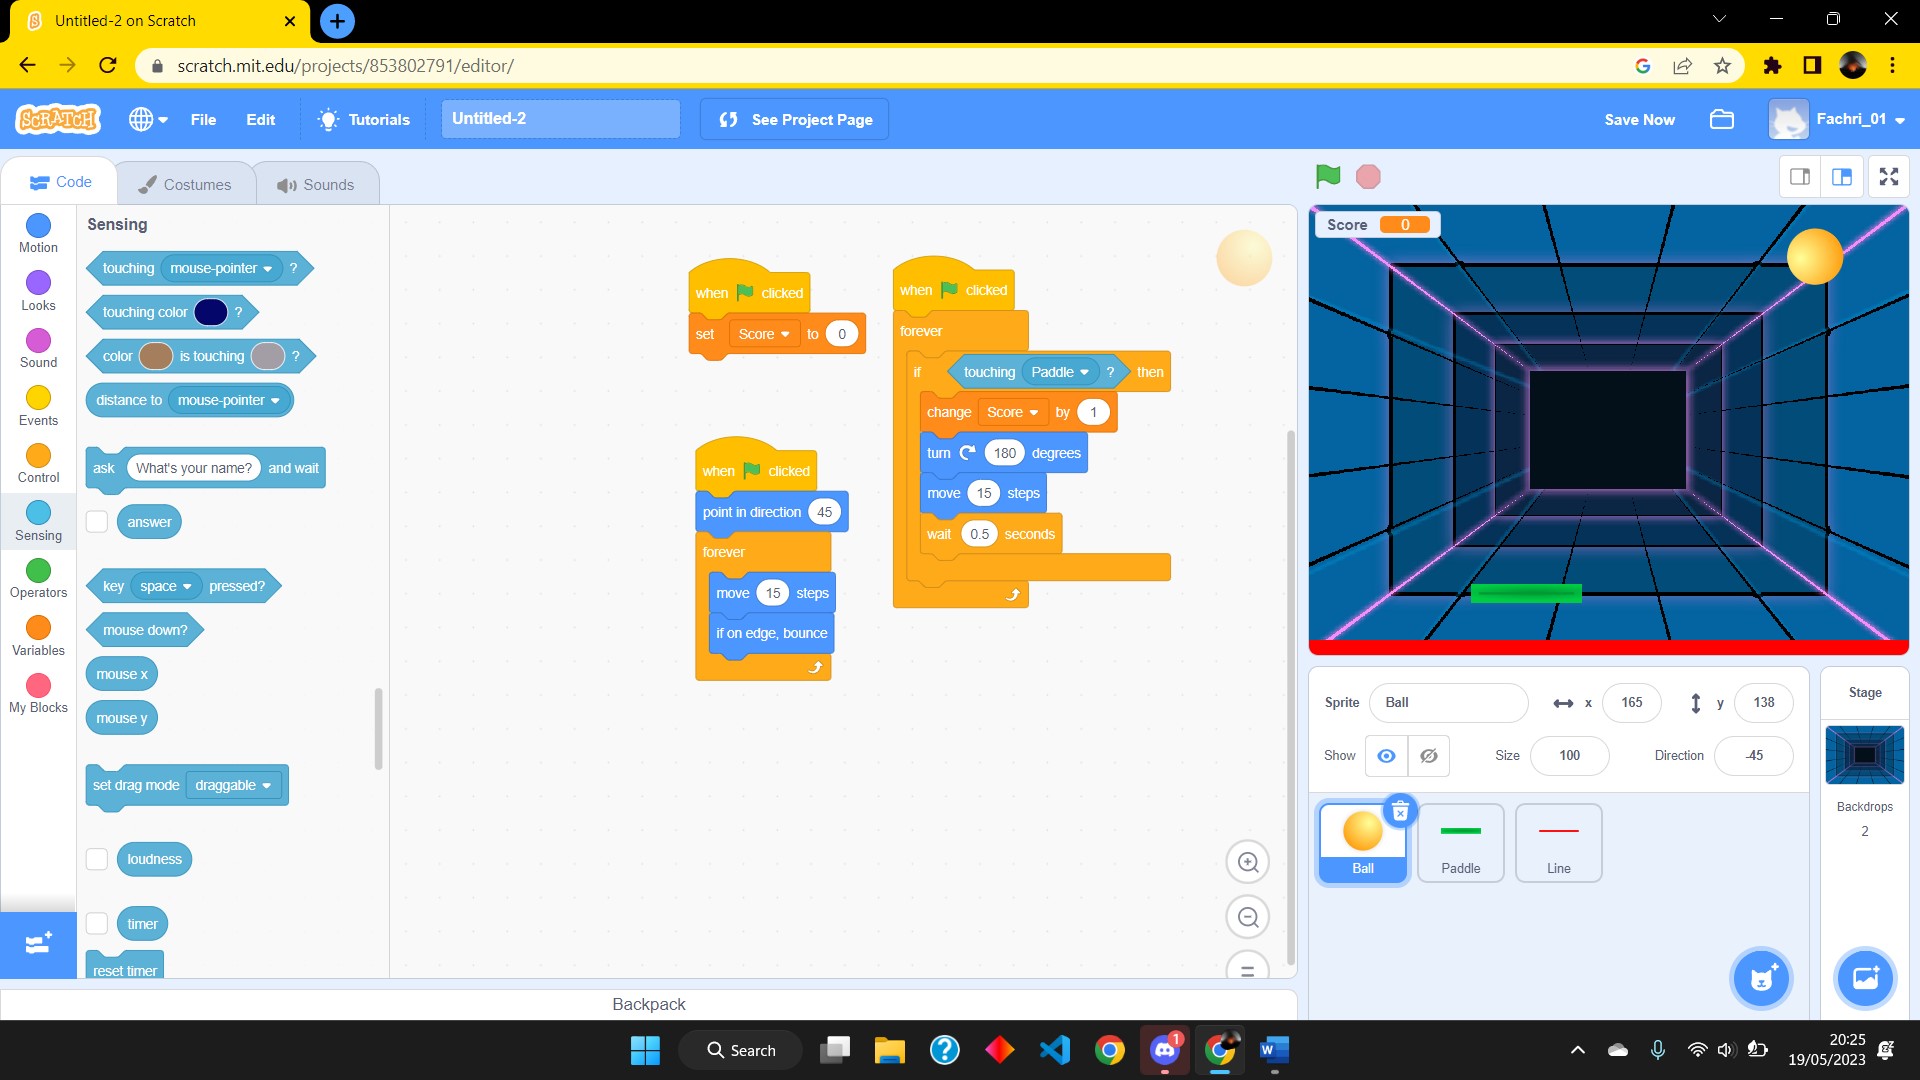 Untitled-2 on Scratch
scratch.mit.edu/projects/853802791/editor/
SCRATCH
File
Edit
Tutorials
Untitled-2
See Project Page
Save Now
Fachri_01
Code
Costumes
Sounds
Motion
Looks
Sound
Events
Control
Sensing
Operators
Variables
My Blocks
Sensing
touching mouse-pointer ?
touching color ?
color is touching ?
distance to mouse-pointer
ask What's your name? and wait
answer
key space pressed?
mouse down?
mouse x
mouse y
set drag mode draggable
loudness
timer
reset timer
when clicked
set Score to 0
when clicked
point in direction 45
forever
move 15 steps
if on edge, bounce
when clicked
forever
if touching Paddle ? then
change Score by 1
turn 180 degrees
move 15 steps
wait 0.5 seconds
Score 0
Sprite Ball x 165 y 138
Show Size 100 Direction -45
Ball
Paddle
Line
Stage
Backdrops
2
Backpack
Search
1
W
20:25
19/05/2023